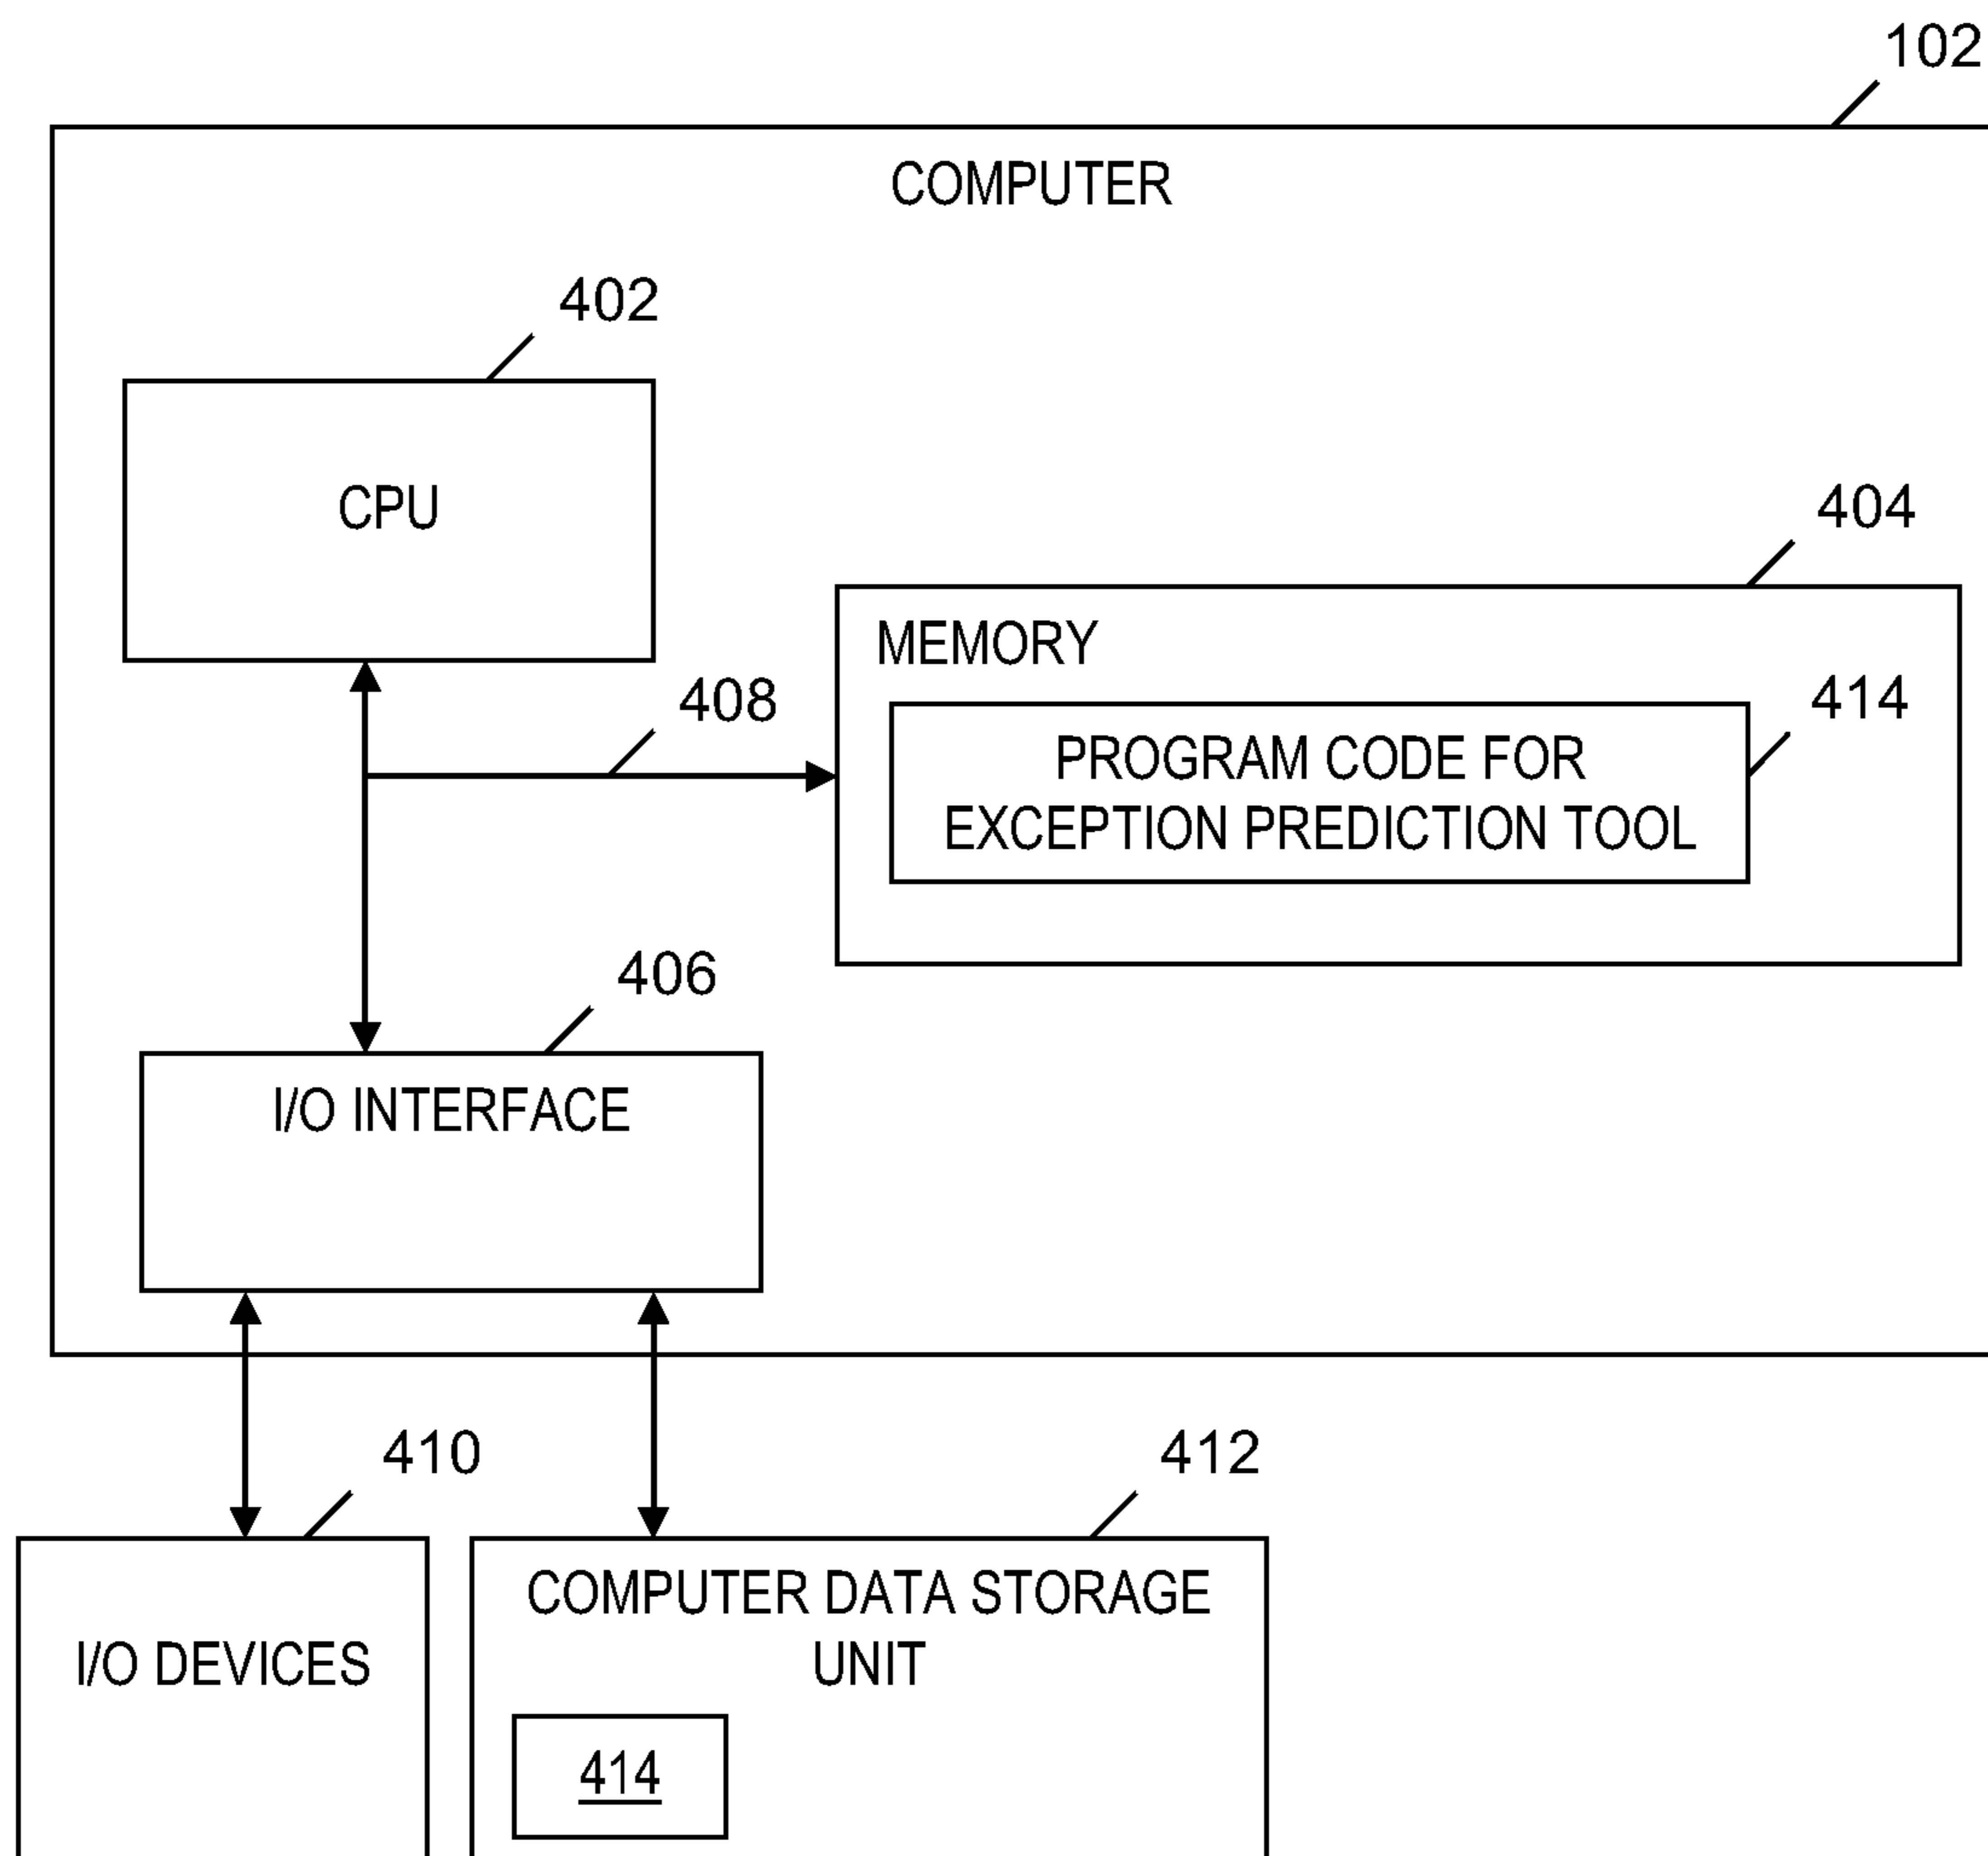 102
COMPUTER
402
CPU
404
MEMORY
408
414
PROGRAM CODE FOR
EXCEPTION PREDICTION TOOL
406
I/O INTERFACE
410
412
I/O DEVICES
COMPUTER DATA STORAGE
UNIT
414